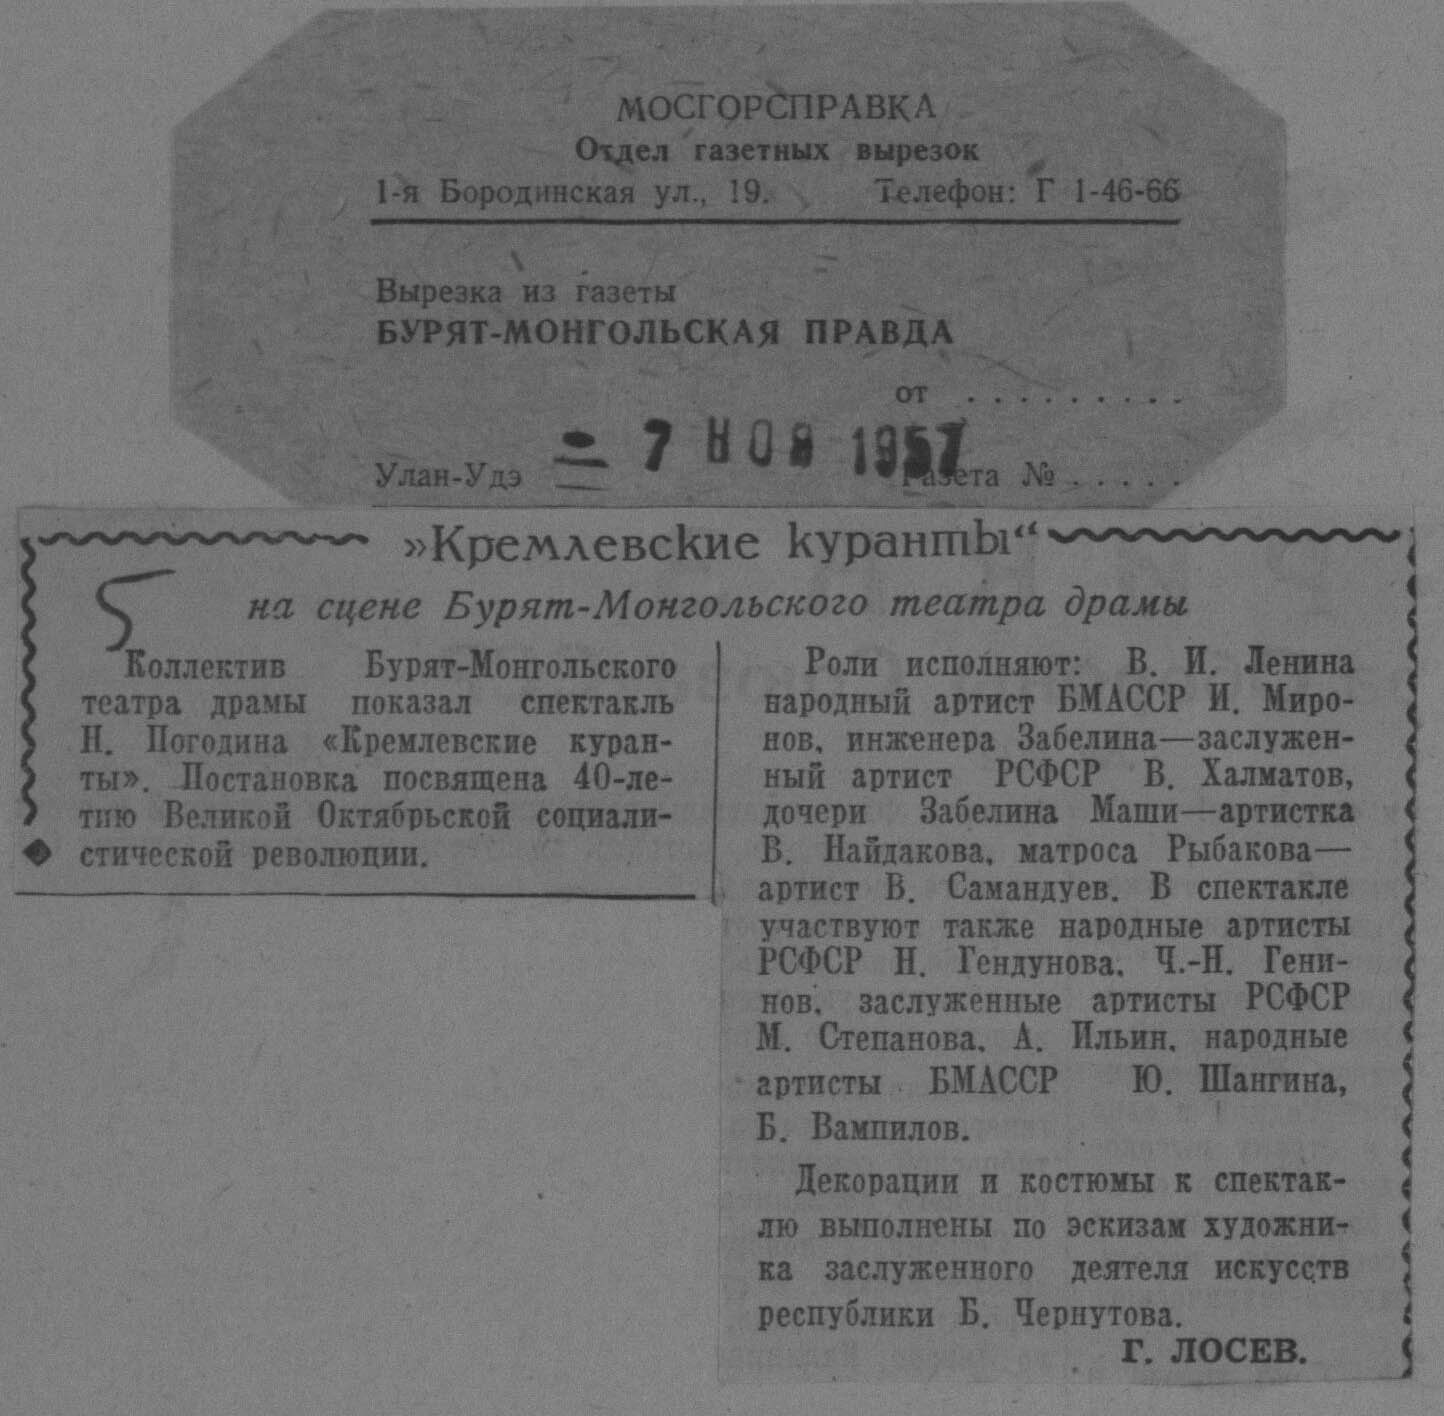 МОСГОРСПРАВКА
Отдел газетных вырезок
1-я Бородинская ул., 19. Телефон: Г 1-46-66
Вырезка из газеты
БУРЯТ-МОНГОЛЬСКАЯ ПРАВДА
от . . . . . . . . . .
- 7 НОЯ 1957
Улан-Удэ Газета № . . . . .
»Кремлевские куранты“
на сцене Бурят-Монгольского театра драмы
Коллектив Бурят-Монгольского
театра драмы показал спектакль
Н. Погодина «Кремлевские куран-
ты». Постановка посвящена 40-ле-
тию Великой Октябрьской социали-
стической революции.
Роли исполняют: В. И. Ленина
народный артист БМАССР И. Миро-
нов, инженера Забелина—заслужен-
ный артист РСФСР В. Халматов,
дочери Забелина Маши—артистка
В. Найдакова, матроса Рыбакова—
артист В. Самандуев. В спектакле
участвуют также народные артисты
РСФСР Н. Гендунова, Ч.-Н. Гени-
нов, заслуженные артисты РСФСР
М. Степанова, А. Ильин, народные
артисты БМАССР Ю. Шангина,
Б. Вампилов.
Декорации и костюмы к спектак-
лю выполнены по эскизам художни-
ка заслуженного деятеля искусств
республики Б. Чернутова.
Г. ЛОСЕВ.